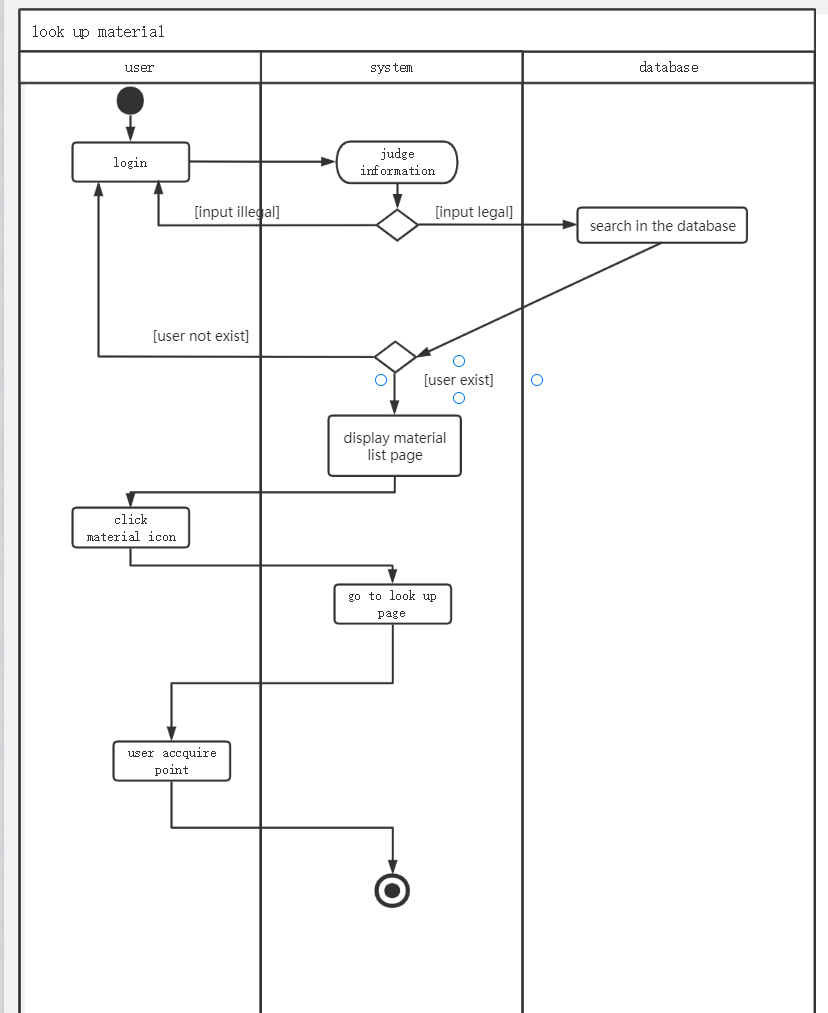 look up material
user
system
database
login
judge
information
[input illegal]
[input legal]
search in the database
[user not exist]
[user exist]
display material
list page
click
material icon
go to look up
page
user accquire
point